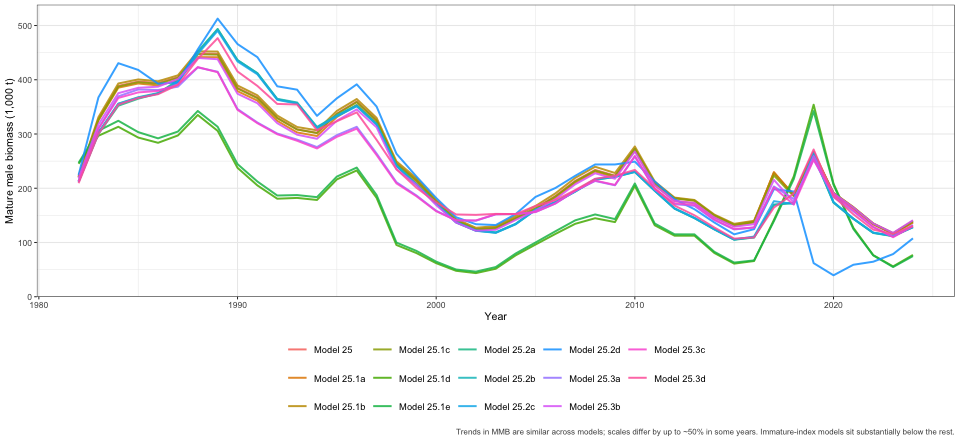 Mature male biomass (1,000 t)
500
400
300
200
100
0
1980 1990 2000 2010 2020
Year
Model 25 Model 25.1c Model 25.2a Model 25.2d Model 25.3c
Model 25.1a Model 25.1d Model 25.2b Model 25.3a Model 25.3d
Model 25.1b Model 25.1e Model 25.2c Model 25.3b
Trends in MMB are similar across models; scales differ by up to ~50% in some years. Immature-index models sit substantially below the rest.